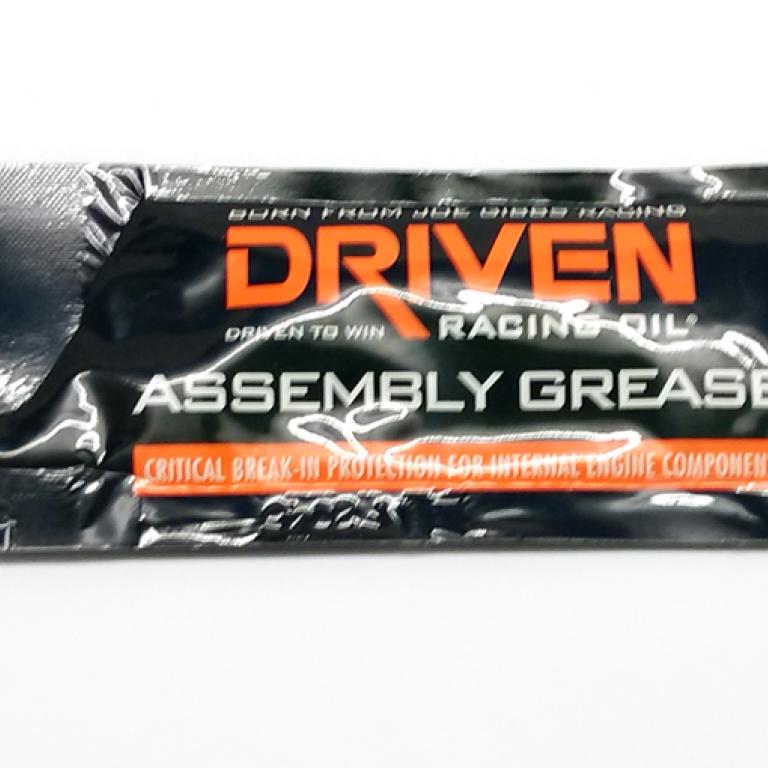 BORN FROM JOE GIBBS RACING
DRIVEN
DRIVEN TO WIN
RACING OIL®
ASSEMBLY GREASE
CRITICAL BREAK-IN PROTECTION FOR INTERNAL ENGINE COMPONENT